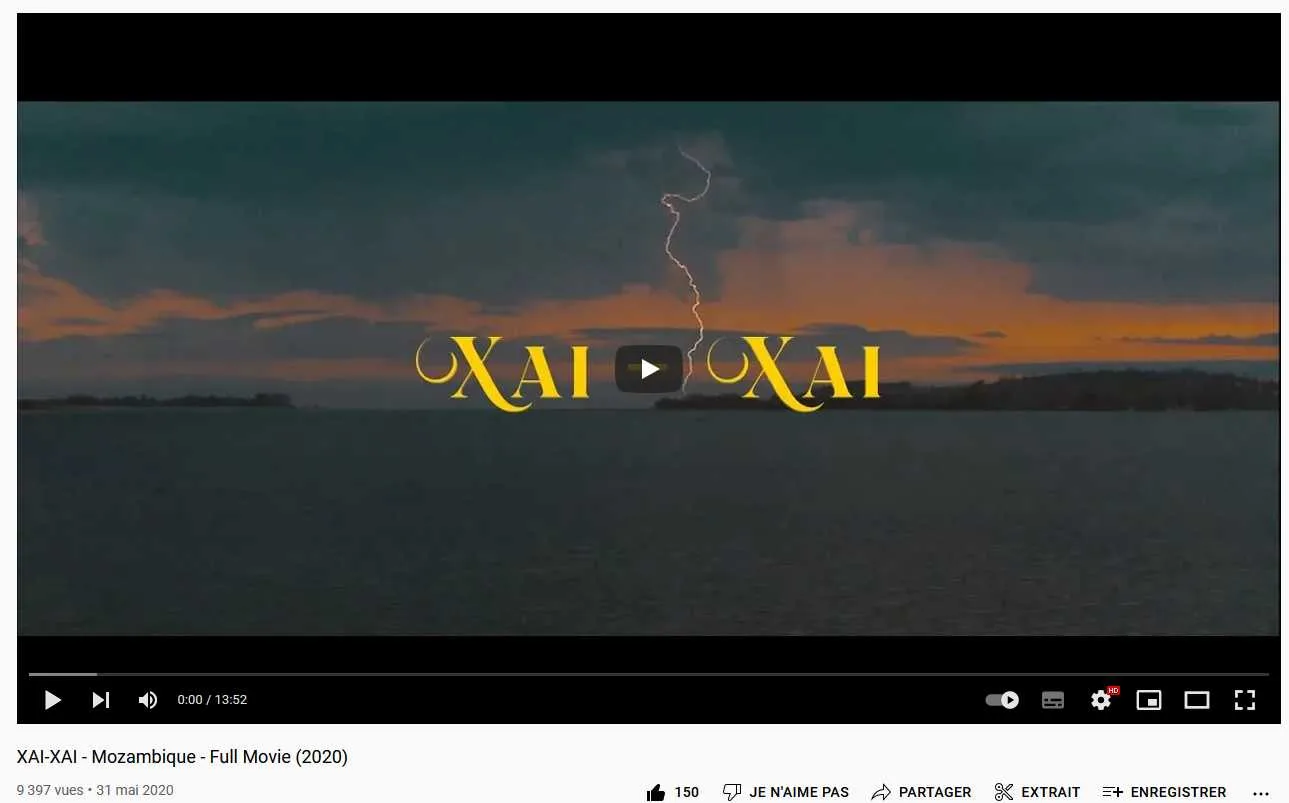 XAI - XAI
0:00 / 13:52
HD
XAI-XAI - Mozambique - Full Movie (2020)
9 397 vues • 31 mai 2020
150 JE N'AIME PAS PARTAGER EXTRAIT ENREGISTRER ...